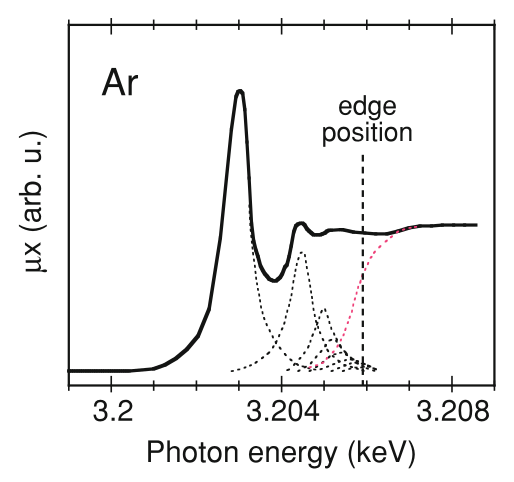 Ar
edge
position
μx (arb. u.)
3.2
3.204
3.208
Photon energy (keV)